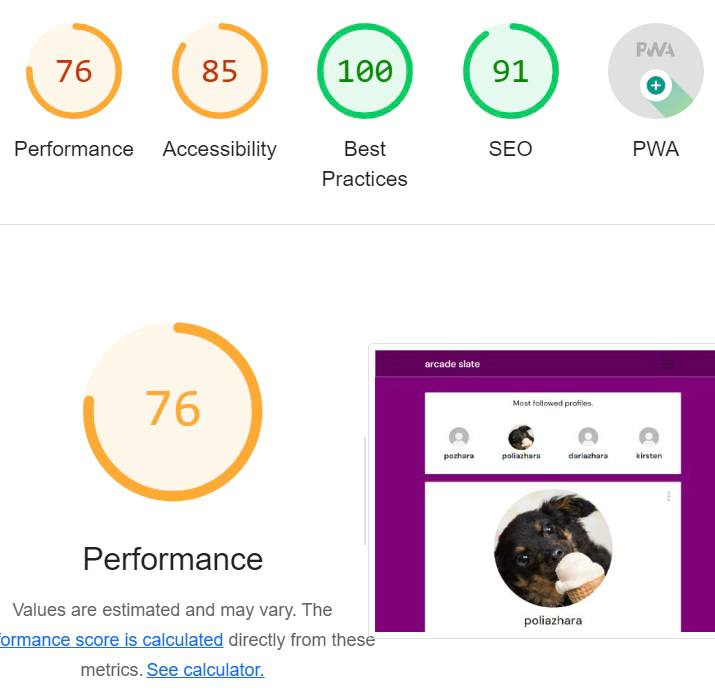 76 85 100 91 PWA
Performance Accessibility Best Practices SEO PWA
76
Performance
Values are estimated and may vary. The
formance score is calculated directly from these
metrics. See calculator.
arcade slate
Most followed profiles.
pozhara poliazhara dariazhara kirsten
poliazhara